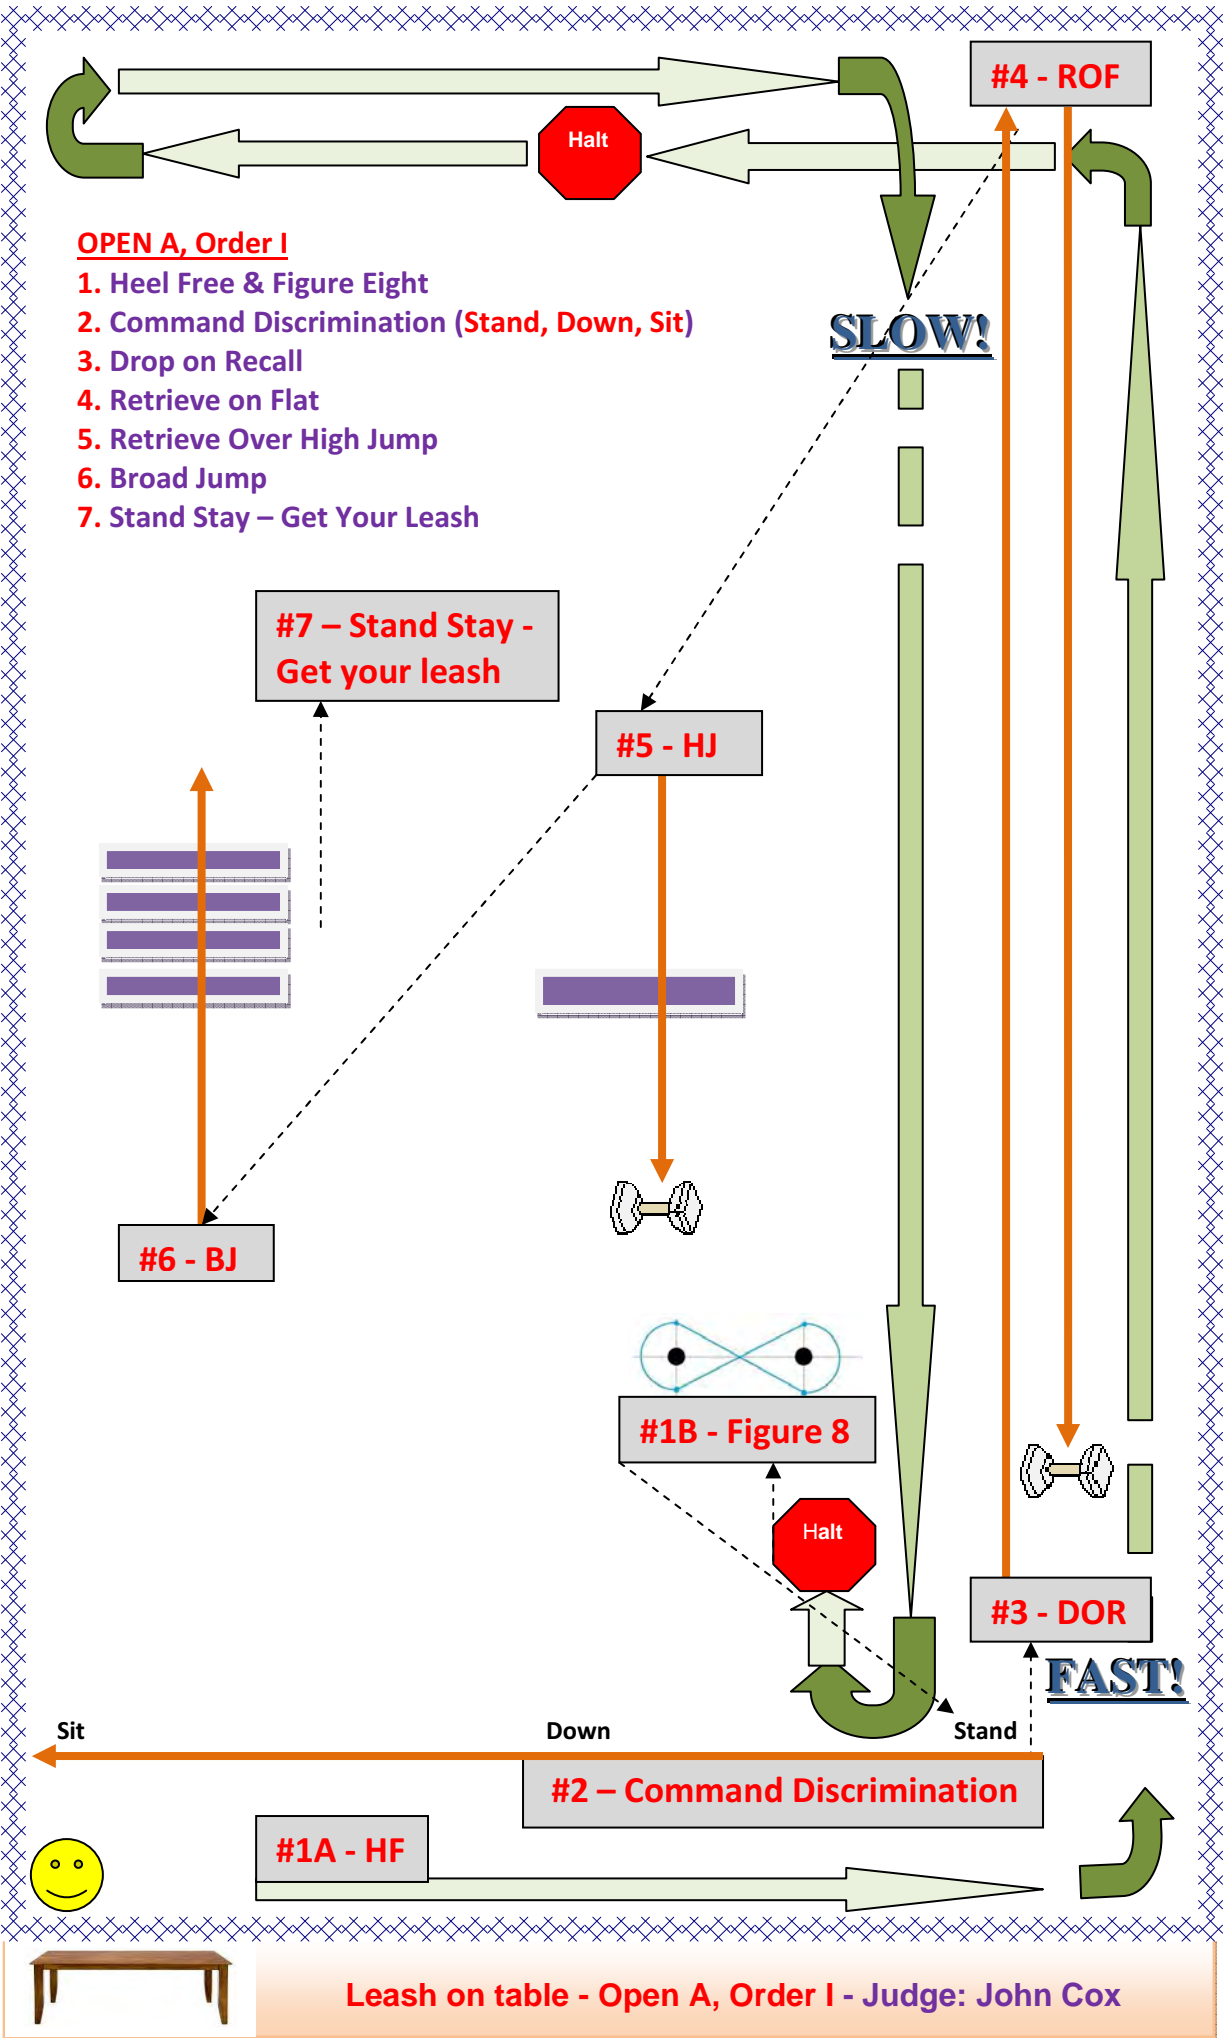 #4 - ROF
Halt
OPEN A, Order I
1. Heel Free & Figure Eight
2. Command Discrimination (Stand, Down, Sit)
3. Drop on Recall
4. Retrieve on Flat
5. Retrieve Over High Jump
6. Broad Jump
7. Stand Stay – Get Your Leash
SLOW!
#7 – Stand Stay -
Get your leash
#5 - HJ
#6 - BJ
#1B - Figure 8
Halt
#3 - DOR
FAST!
Sit
Down
Stand
#2 – Command Discrimination
#1A - HF
Leash on table - Open A, Order I - Judge: John Cox